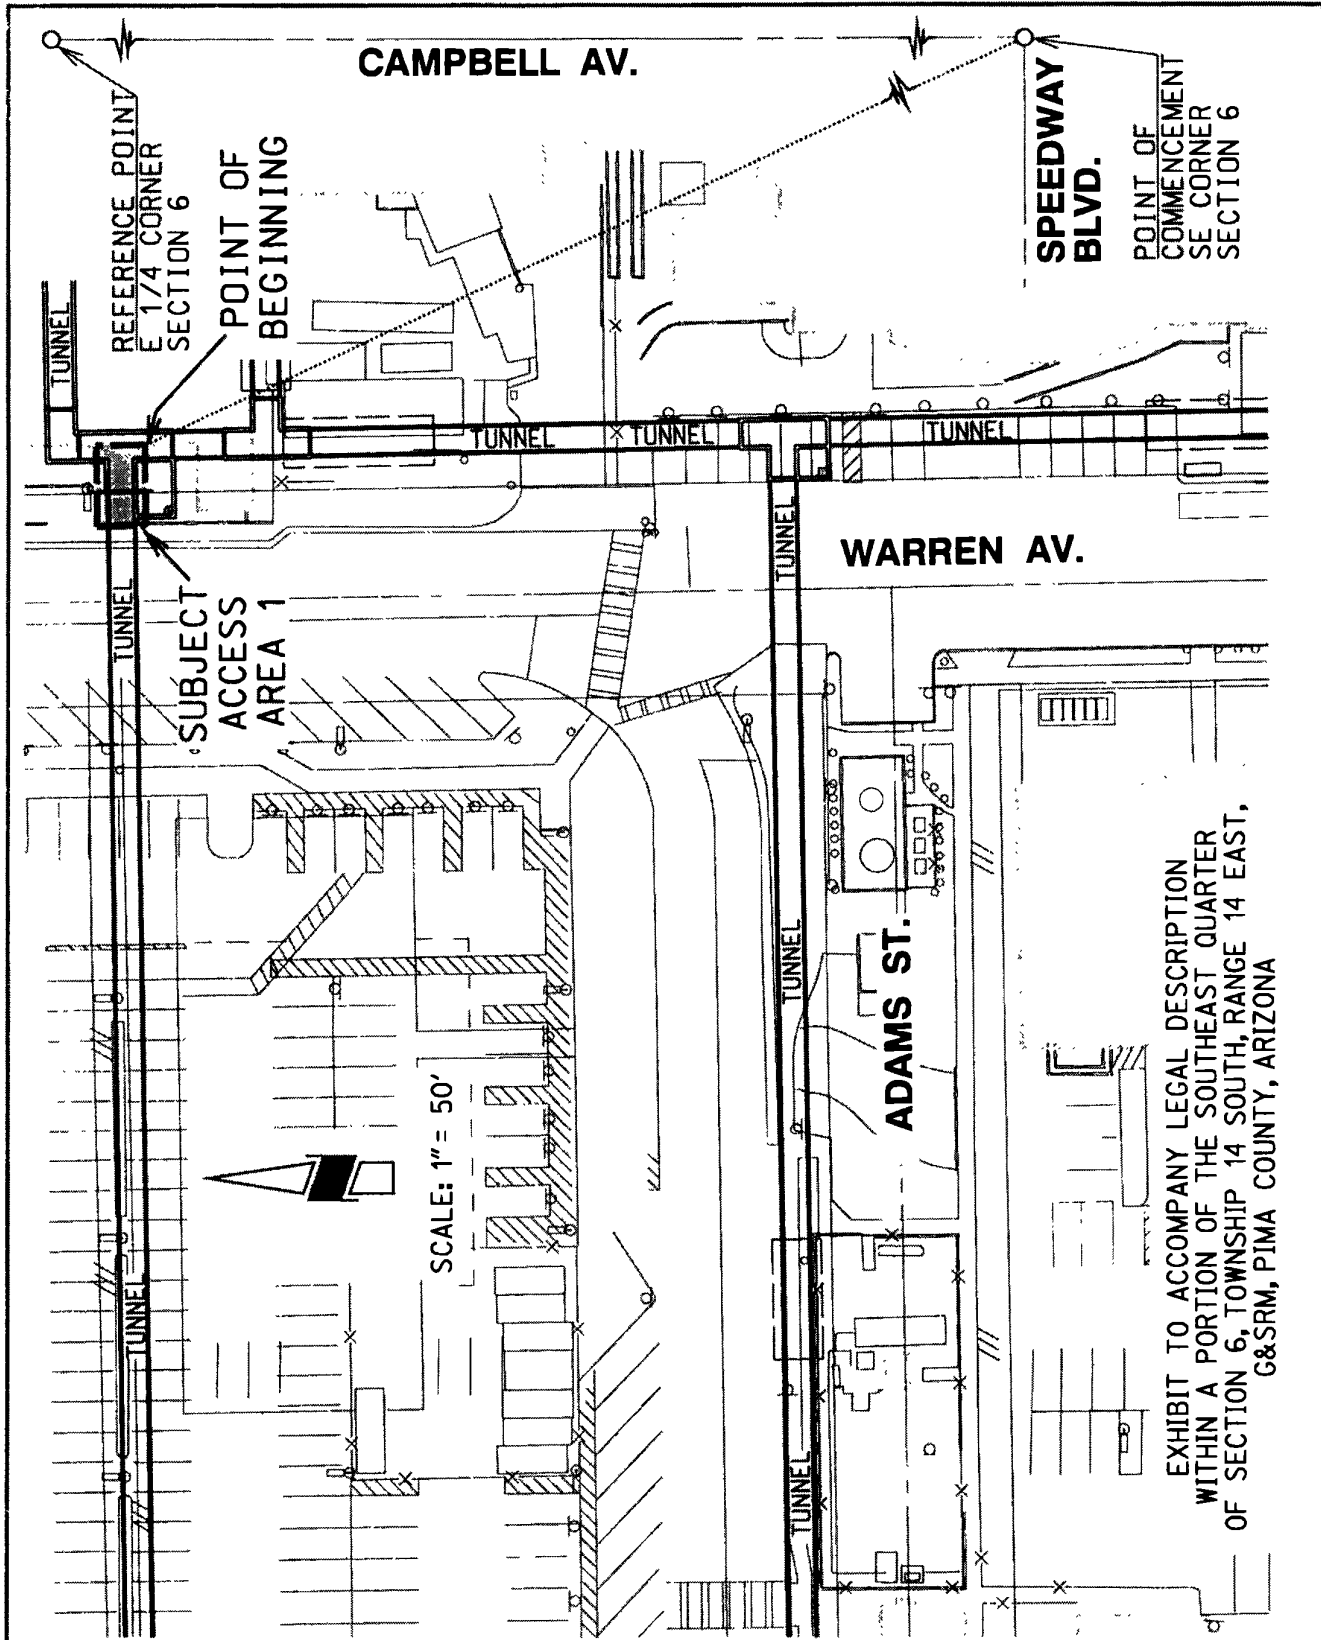 CAMPBELL AV.
REFERENCE POINT
E 1/4 CORNER
SECTION 6
POINT OF
BEGINNING
SPEEDWAY
BLVD.
POINT OF
COMMENCEMENT
SE CORNER
SECTION 6
TUNNEL
TUNNEL
TUNNEL
TUNNEL
TUNNEL
TUNNEL
WARREN AV.
SUBJECT
ACCESS
AREA 1
TUNNEL
ADAMS ST.
SCALE: 1"= 50'
TUNNEL
TUNNEL
EXHIBIT TO ACCOMPANY LEGAL DESCRIPTION
WITHIN A PORTION OF THE SOUTHEAST QUARTER
OF SECTION 6, TOWNSHIP 14 SOUTH, RANGE 14 EAST,
G&SRM, PIMA COUNTY, ARIZONA